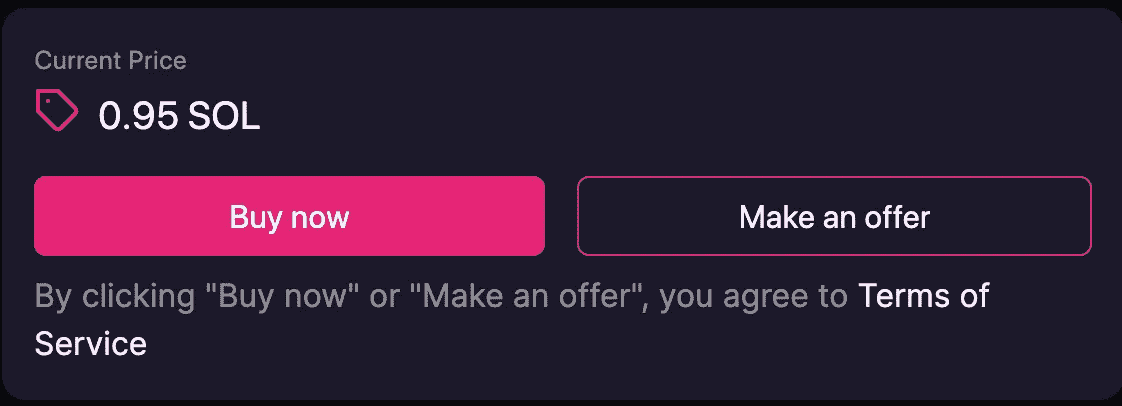 Current Price
0.95 SOL
Buy now
Make an offer
By clicking "Buy now" or "Make an offer", you agree to Terms of
Service